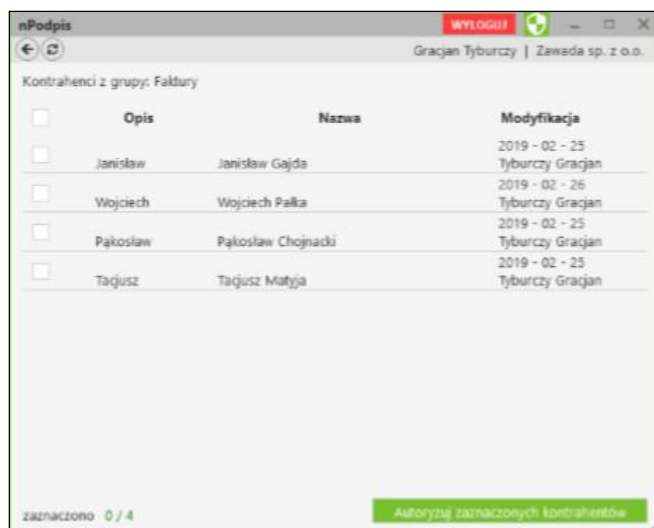 nPodpis WYLOGUJ
Gracjan Tyburczy | Zawada sp. z o.o.
Kontrahenci z grupy: Faktury
Opis Nazwa Modyfikacja
2019 - 02 - 25
Janisław Janisław Gajda Tyburczy Gracjan
2019 - 02 - 26
Wojciech Wojciech Pałka Tyburczy Gracjan
2019 - 02 - 25
Pąkosław Pąkosław Chojnacki Tyburczy Gracjan
2019 - 02 - 25
Tacjusz Tacjusz Matyja Tyburczy Gracjan
zaznaczono 0 / 4 Autoryzuj zaznaczonych kontrahentów